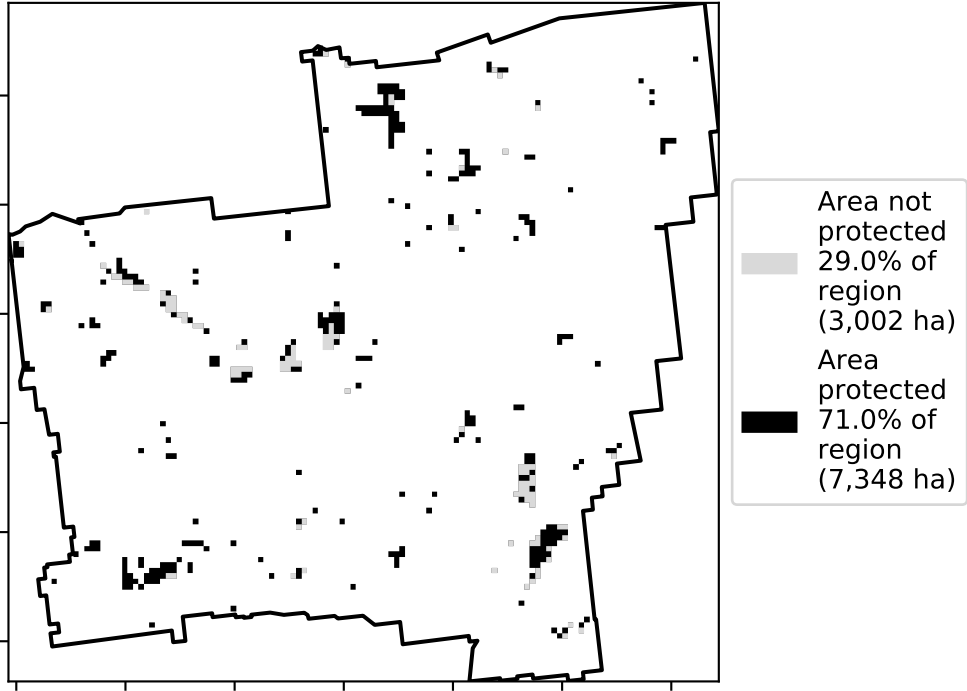 Area not
protected
29.0% of
region
(3,002 ha)
Area
protected
71.0% of
region
(7,348 ha)